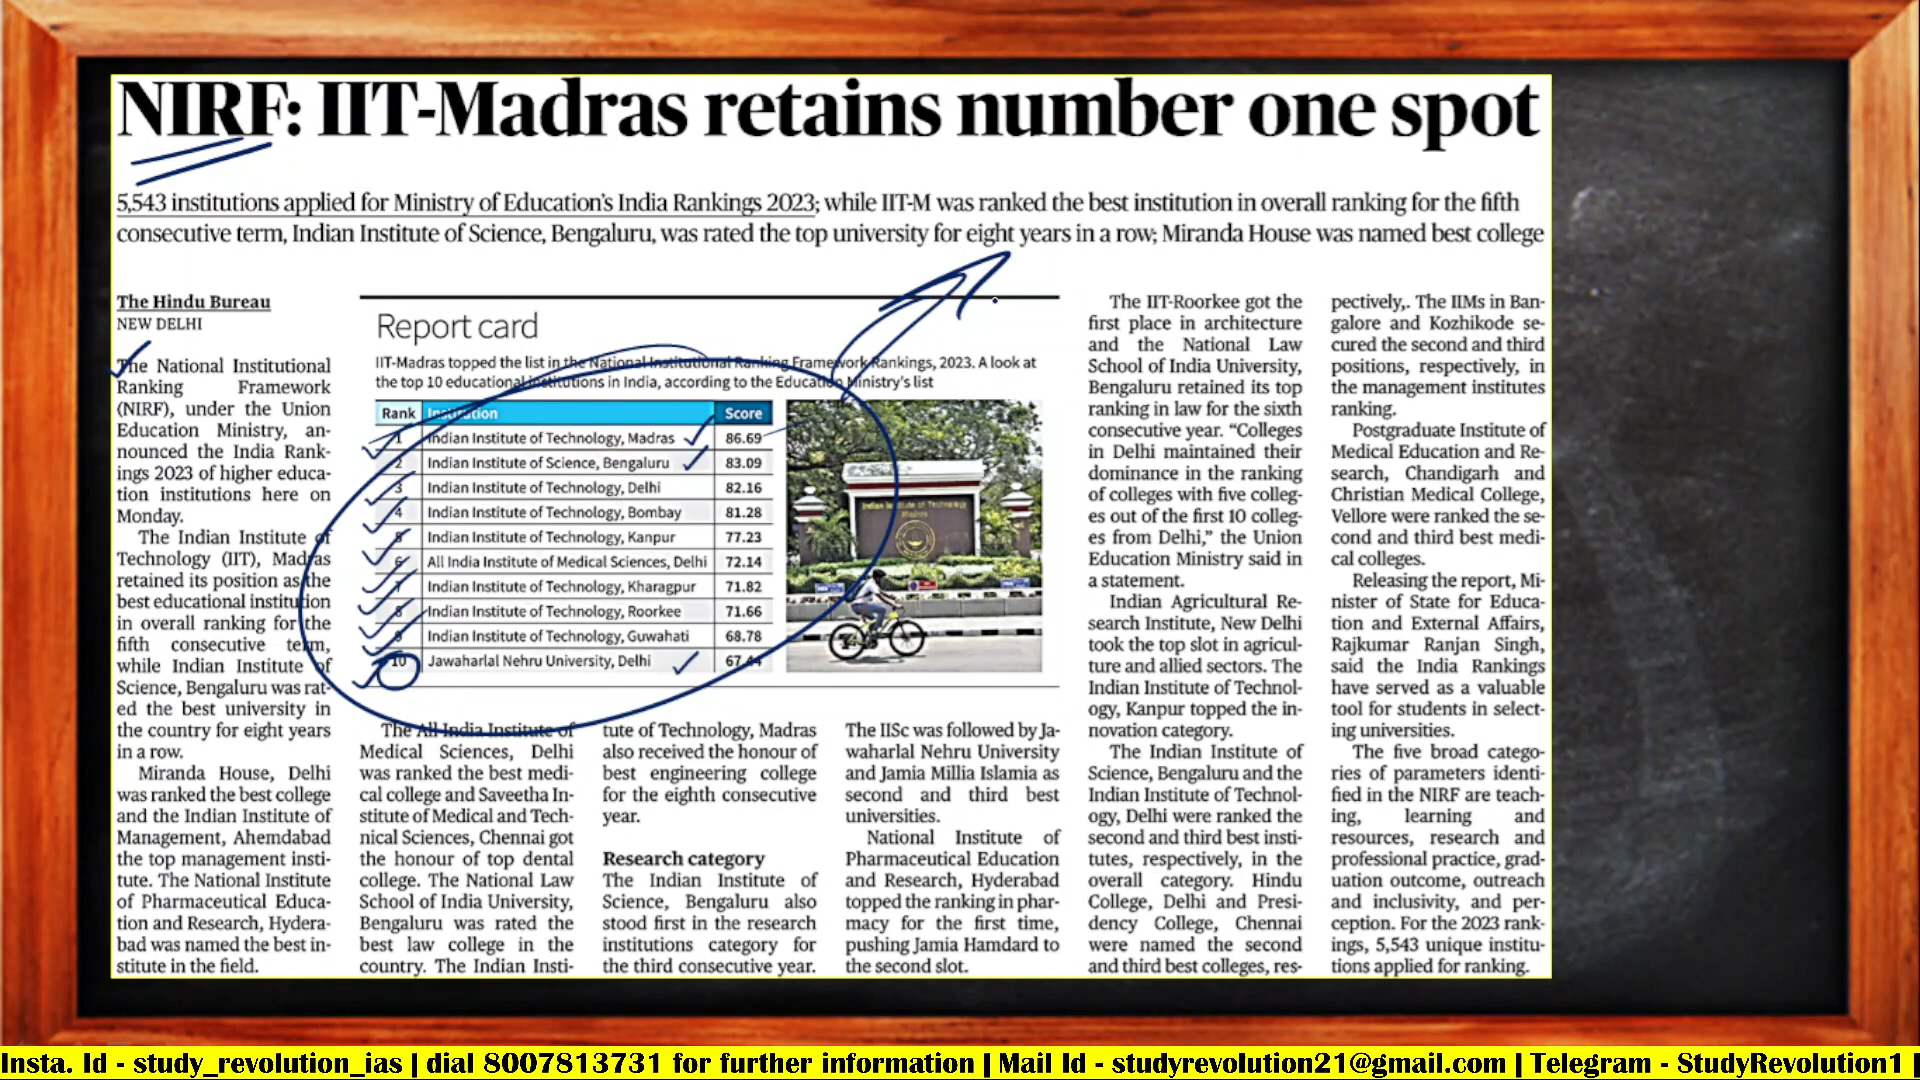 NIRF: IIT-Madras retains number one spot
5,543 institutions applied for Ministry of Education's India Rankings 2023; while IIT-M was ranked the best institution in overall ranking for the fifth
consecutive term, Indian Institute of Science, Bengaluru, was rated the top university for eight years in a row; Miranda House was named best college
The Hindu Bureau
NEW DELHI
The National Institutional
Ranking Framework
(NIRF), under the Union
Education Ministry, an-
nounced the India Rank-
ings 2023 of higher educa-
tion institutions here on
Monday.
The Indian Institute of
Technology (IIT), Madras
retained its position as the
best educational institution
in overall ranking for the
fifth consecutive term,
while Indian Institute of
Science, Bengaluru was rat-
ed the best university in
the country for eight years
in a row.
Miranda House, Delhi
was ranked the best college
and the Indian Institute of
Management, Ahemdabad
the top management insti-
tute. The National Institute
of Pharmaceutical Educa-
tion and Research, Hydera-
bad was named the best in-
stitute in the field.
Report card
IIT-Madras topped the list in the National Institutional Ranking Framework Rankings, 2023. A look at
the top 10 educational institutions in India, according to the Education Ministry's list
Rank Institution Score
1 Indian Institute of Technology, Madras 86.69
2 Indian Institute of Science, Bengaluru 83.09
3 Indian Institute of Technology, Delhi 82.16
4 Indian Institute of Technology, Bombay 81.28
5 Indian Institute of Technology, Kanpur 77.23
6 All India Institute of Medical Sciences, Delhi 72.14
7 Indian Institute of Technology, Kharagpur 71.82
8 Indian Institute of Technology, Roorkee 71.66
9 Indian Institute of Technology, Guwahati 68.78
10 Jawaharlal Nehru University, Delhi
Indian Institute of Technology
Madras
The All India Institute of
Medical Sciences, Delhi
was ranked the best medi-
cal college and Saveetha In-
stitute of Medical and Tech-
nical Sciences, Chennai got
the honour of top dental
college. The National Law
School of India University,
Bengaluru was rated the
best law college in the
country. The Indian Insti-
tute of Technology, Madras
also received the honour of
best engineering college
for the eighth consecutive
year.
Research category
The Indian Institute of
Science, Bengaluru also
stood first in the research
institutions category for
the third consecutive year.
The IISc was followed by Ja-
waharlal Nehru University
and Jamia Millia Islamia as
second and third best
universities.
National Institute of
Pharmaceutical Education
and Research, Hyderabad
topped the ranking in phar-
macy for the first time,
pushing Jamia Hamdard to
the second slot.
The IIT-Roorkee got the
first place in architecture
and the National Law
School of India University,
Bengaluru retained its top
ranking in law for the sixth
consecutive year. “Colleges
in Delhi maintained their
dominance in the ranking
of colleges with five colleg-
es out of the first 10 colleg-
es from Delhi,” the Union
Education Ministry said in
a statement.
Indian Agricultural Re-
search Institute, New Delhi
took the top slot in agricul-
ture and allied sectors. The
Indian Institute of Technol-
ogy, Kanpur topped the in-
novation category.
The Indian Institute of
Science, Bengaluru and the
Indian Institute of Technol-
ogy, Delhi were ranked the
second and third best insti-
tutes, respectively, in the
overall category. Hindu
College, Delhi and Presi-
dency College, Chennai
were named the second
and third best colleges, res-
pectively,. The IIMs in Ban-
galore and Kozhikode se-
cured the second and third
positions, respectively, in
the management institutes
ranking.
Postgraduate Institute of
Medical Education and Re-
search, Chandigarh and
Christian Medical College,
Vellore were ranked the se-
cond and third best medi-
cal colleges.
Releasing the report, Mi-
nister of State for Educa-
tion and External Affairs,
Rajkumar Ranjan Singh,
said the India Rankings
have served as a valuable
tool for students in select-
ing universities.
The five broad catego-
ries of parameters identi-
fied in the NIRF are teach-
ing, learning and
resources, research and
professional practice, grad-
uation outcome, outreach
and inclusivity, and per-
ception. For the 2023 rank-
ings, 5,543 unique institu-
tions applied for ranking.
Insta. Id - study_revolution_ias | dial 8007813731 for further information | Mail Id - studyrevolution21@gmail.com | Telegram - StudyRevolution1 |